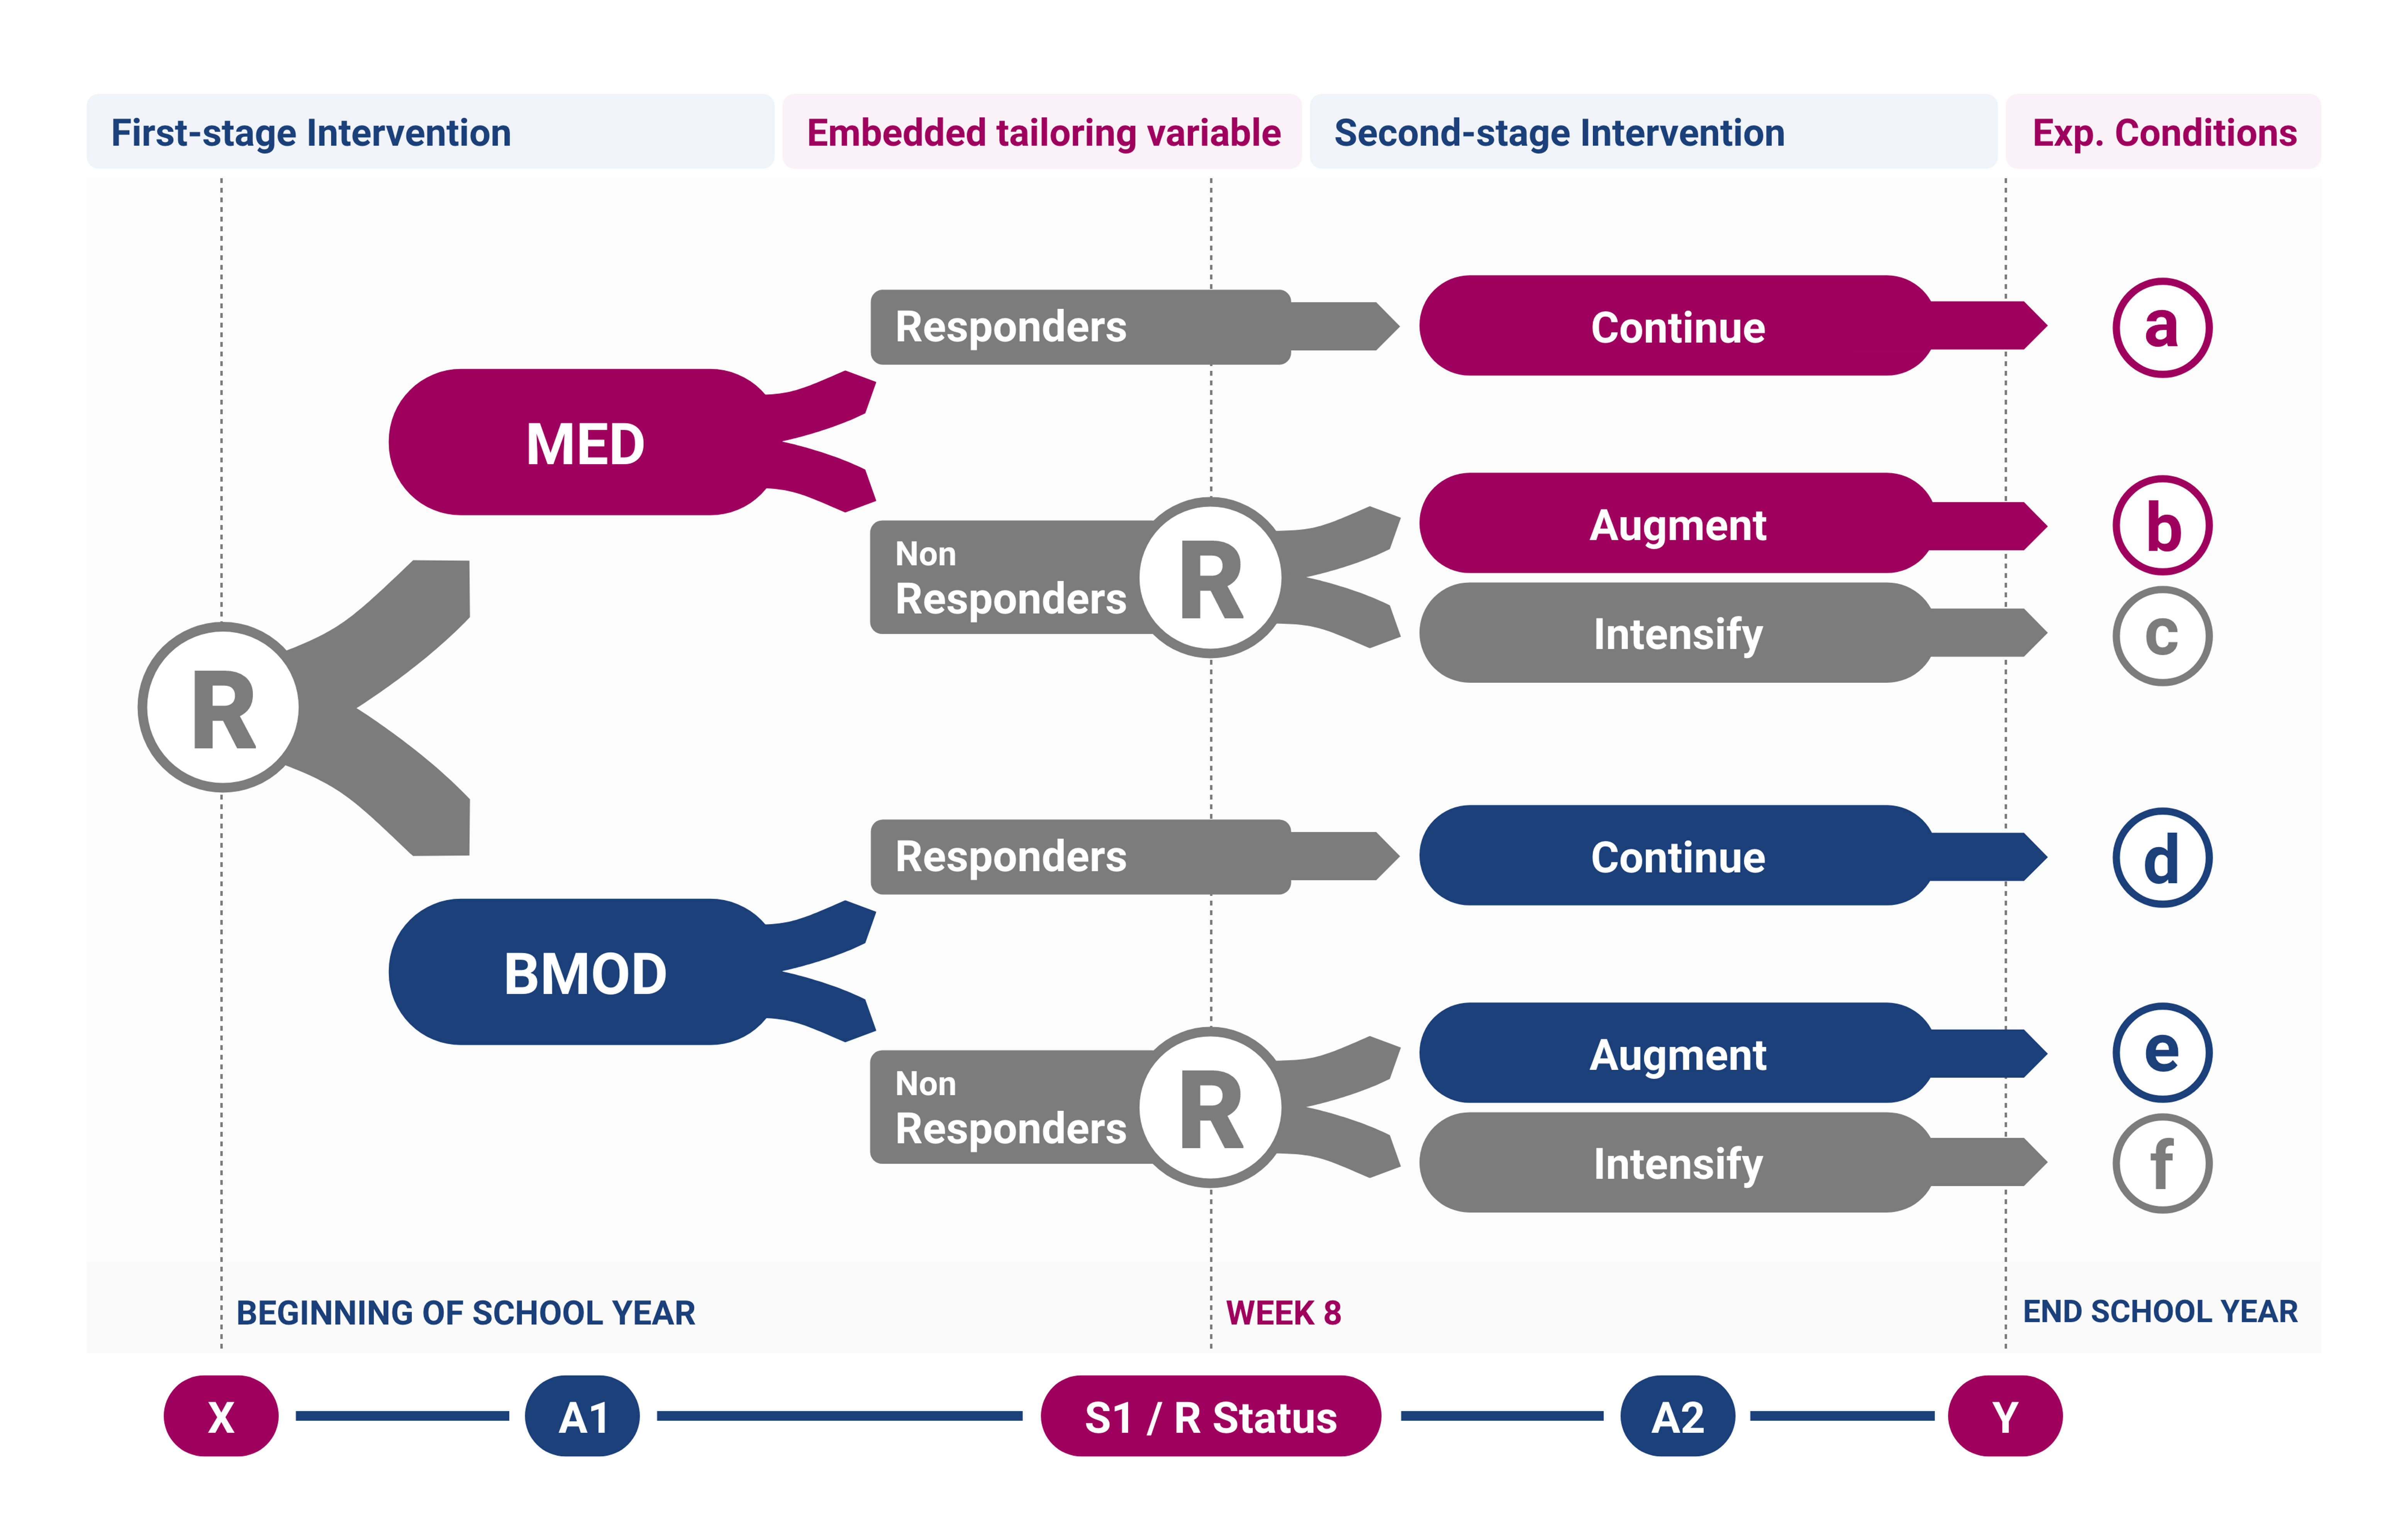 First-stage Intervention
Embedded tailoring variable
Second-stage Intervention
Exp. Conditions
Responders
Continue
a
MED
Augment
b
Non
Responders
R
Intensify
c
R
Responders
Continue
d
BMOD
Augment
e
Non
Responders
R
Intensify
f
BEGINNING OF SCHOOL YEAR
WEEK 8
END SCHOOL YEAR
X
A1
S1 / R Status
A2
Y